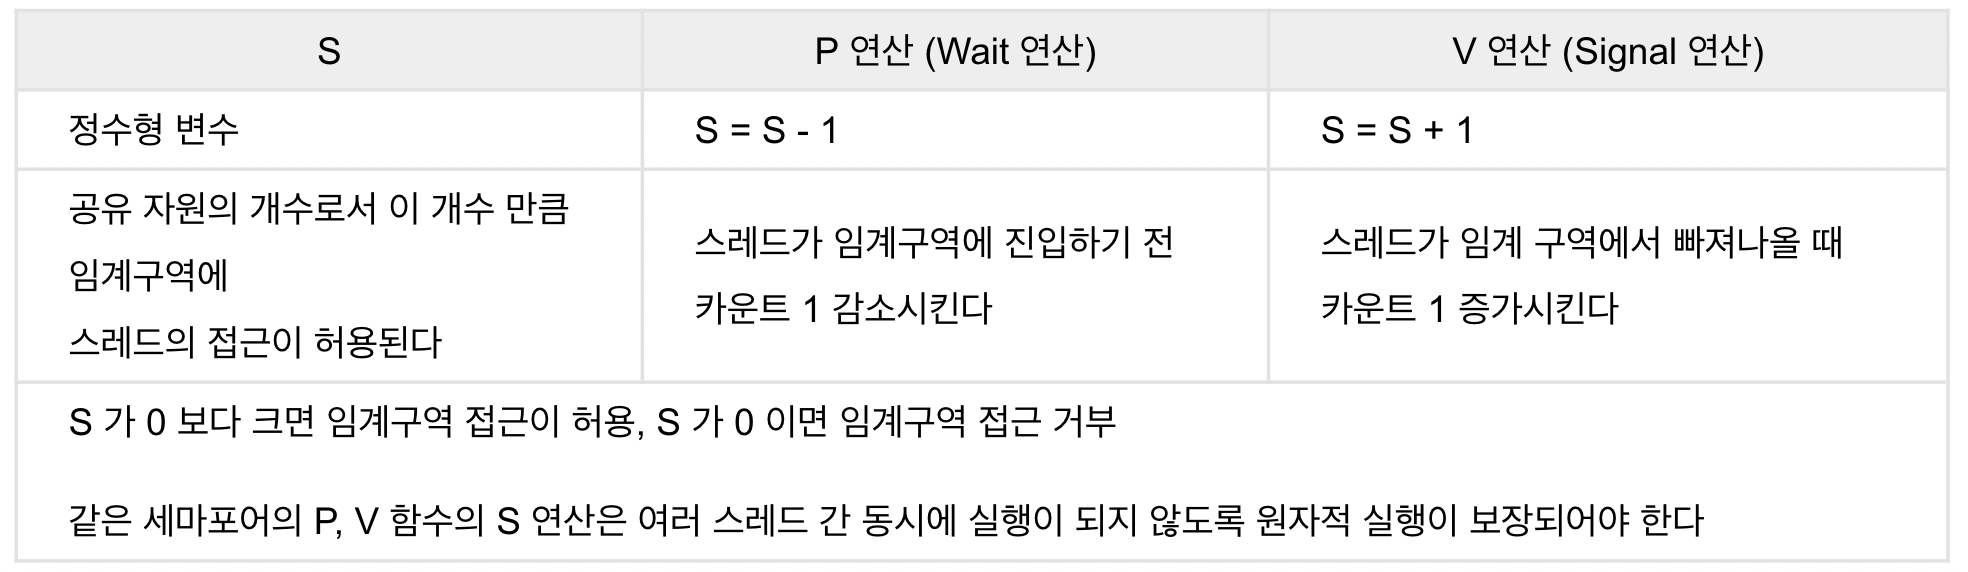 S
P 연산 (Wait 연산)
V 연산 (Signal 연산)
정수형 변수
S = S - 1
S = S + 1
공유 자원의 개수로서 이 개수 만큼
임계구역에
스레드의 접근이 허용된다
스레드가 임계구역에 진입하기 전
카운트 1 감소시킨다
스레드가 임계 구역에서 빠져나올 때
카운트 1 증가시킨다
S 가 0 보다 크면 임계구역 접근이 허용, S 가 0 이면 임계구역 접근 거부
같은 세마포어의 P, V 함수의 S 연산은 여러 스레드 간 동시에 실행이 되지 않도록 원자적 실행이 보장되어야 한다